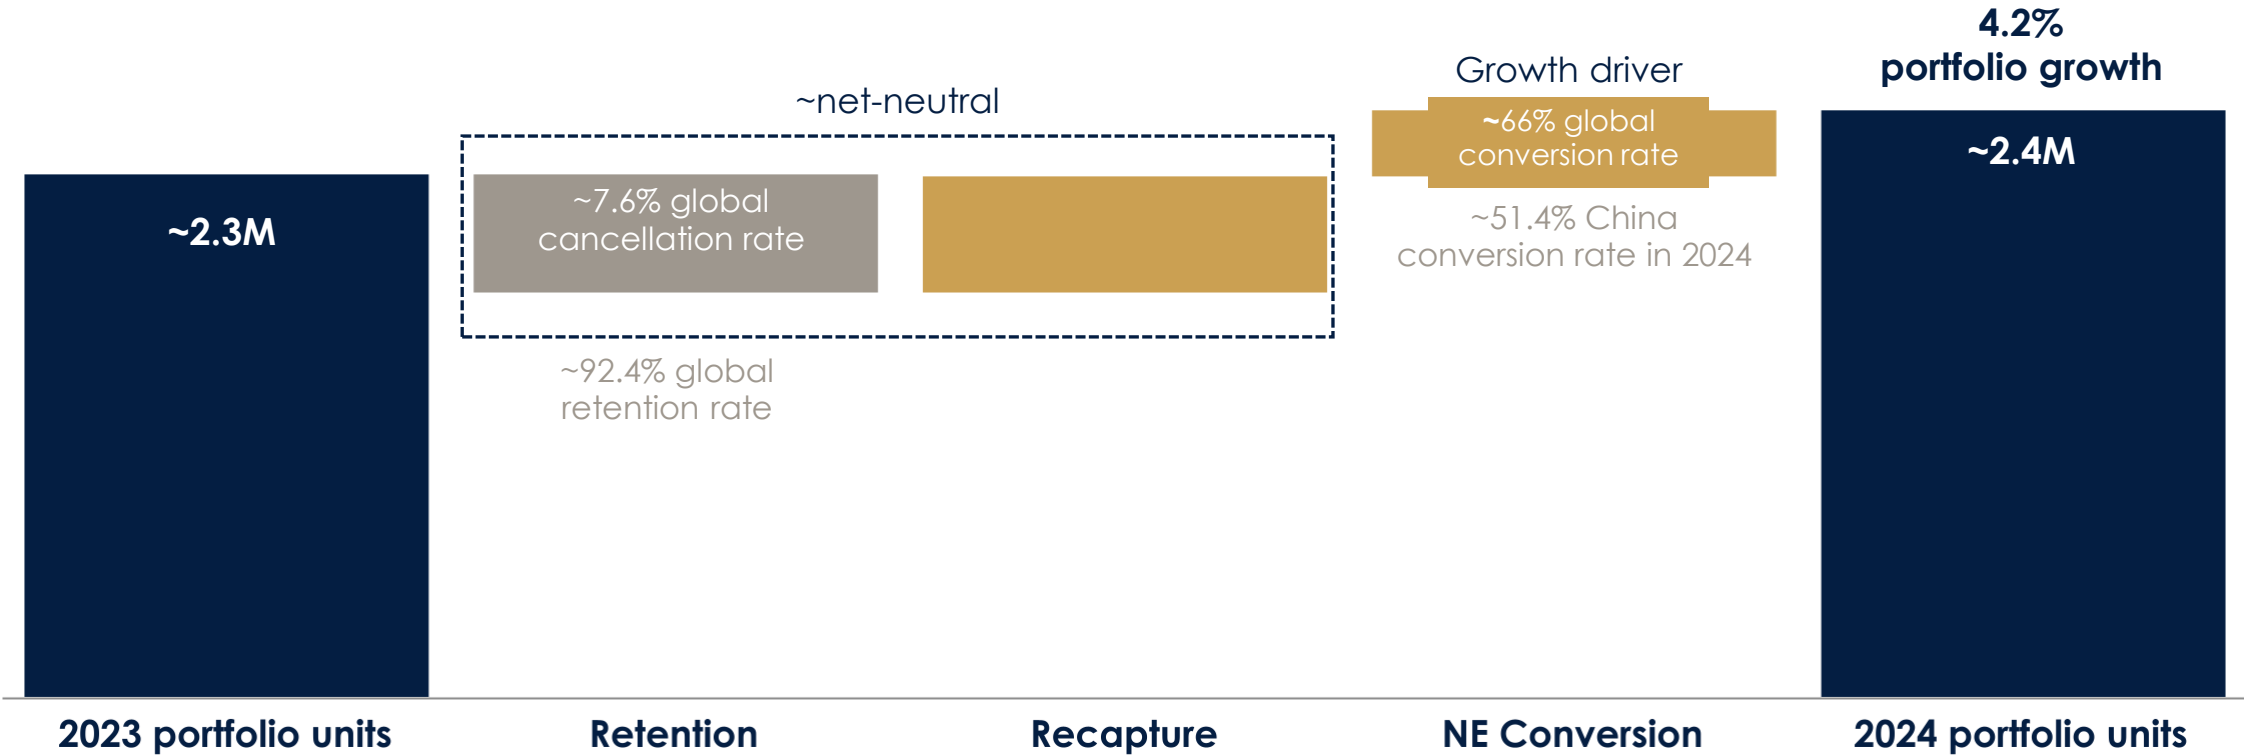 4.2%
portfolio growth
Growth driver
~net-neutral
~66% global
conversion rate
~2.4M
~7.6% global
cancellation rate
~2.3M
~51.4% China
conversion rate in 2024
~92.4% global
retention rate
2023 portfolio units
Retention
Recapture
NE Conversion
2024 portfolio units